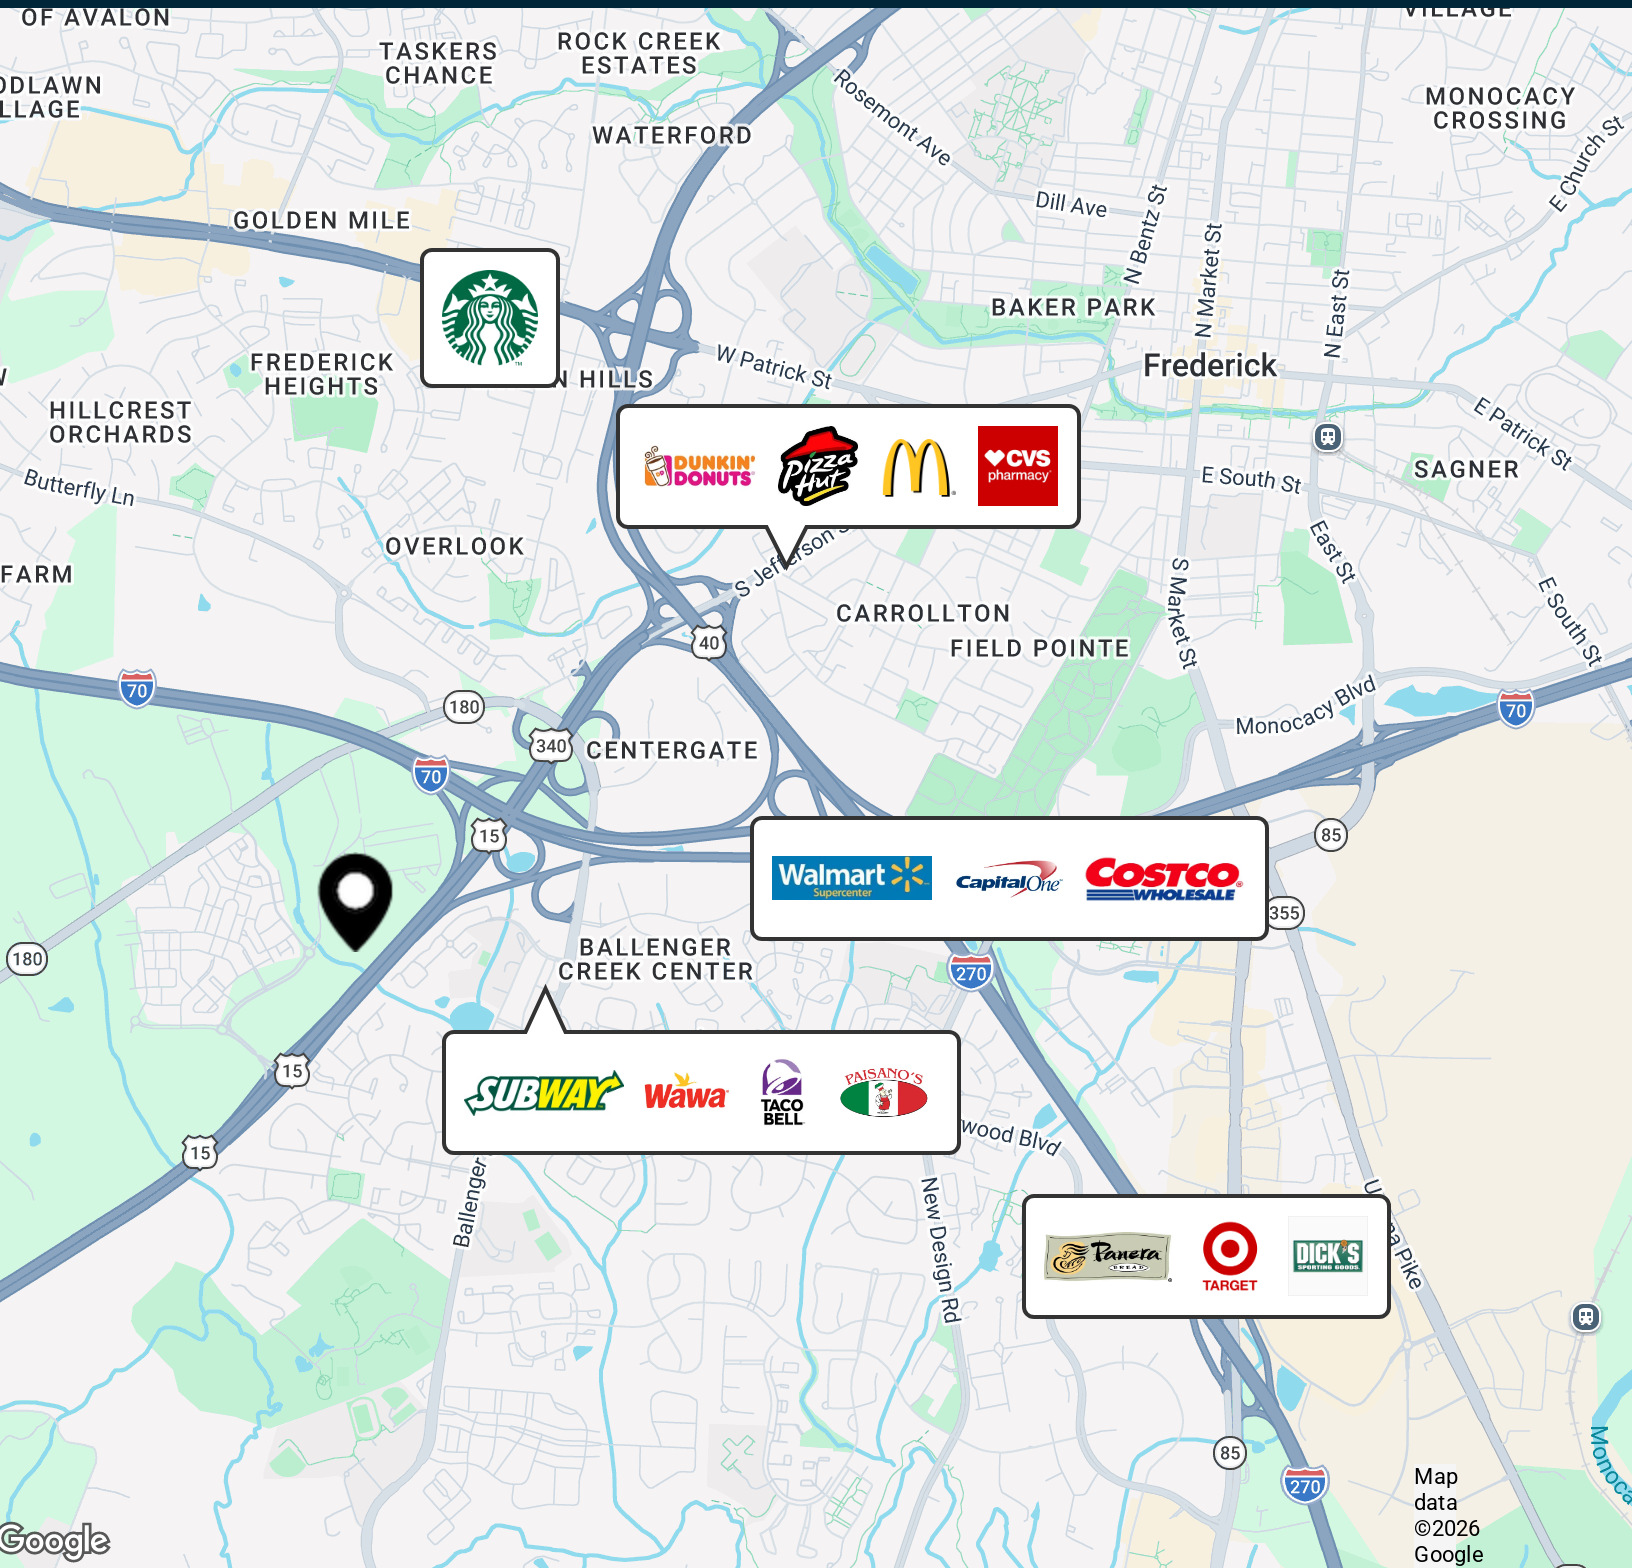 OF AVALON
VILLAGE
TASKERS
CHANCE
ROCK CREEK
ESTATES
Rosemont Ave
MONOCACY
CROSSING
WATERFORD
E Church St
Dill Ave
N Bentz St
GOLDEN MILE
N Market St
N East St
BAKER PARK
FREDERICK
HEIGHTS
HILLS
W Patrick St
Frederick
HILLCREST
ORCHARDS
E Patrick St
Butterfly Ln
DUNKIN'
DONUTS
Pizza
Hut
CVS
pharmacy
E South St
SAGNER
OVERLOOK
S Jefferson S
East St
FARM
S Market St
E South St
CARROLLTON
FIELD POINTE
40
70
180
340
CENTERGATE
Monocacy Blvd
70
70
15
85
Walmart
Supercenter
CapitalOne
COSTCO
WHOLESALE
355
180
BALLENGER
CREEK CENTER
270
15
SUBWAY
Wawa
TACO
BELL
PAISANO'S
15
wood Blvd
Ballenger
New Design Rd
Panera
BREAD
TARGET
DICK'S
SPORTING GOODS
Pike
85
270
Monoca
Map
data
©2026
Google
Google